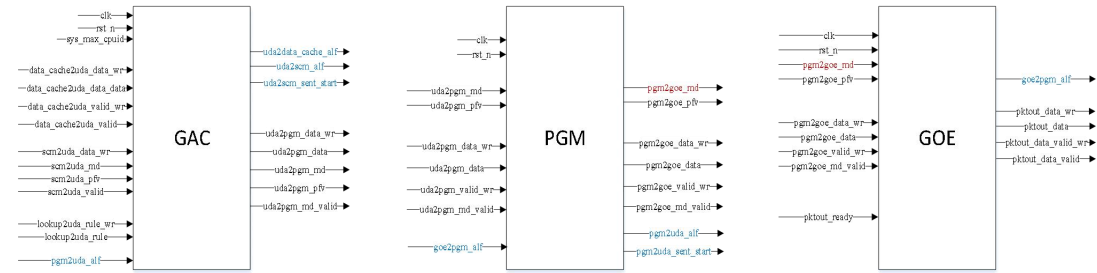 clk
rst_n
sys_max_cpuid
data_cache2uda_data_wr
data_cache2uda_data_data
data_cache2uda_valid_wr
data_cache2uda_valid
scm2uda_data_wr
scm2uda_md
scm2uda_pfv
scm2uda_valid
lookup2uda_rule_wr
lookup2uda_rule
pgm2uda_alf
GAC
uda2data_cache_alf
uda2scm_alf
uda2scm_sent_start
uda2pgm_data_wr
uda2pgm_data
uda2pgm_md
uda2pgm_pfv
uda2pgm_md_valid
clk
rst_n
uda2pgm_md
uda2pgm_pfv
uda2pgm_data_wr
uda2pgm_data
uda2pgm_valid_wr
uda2pgm_md_valid
goe2pgm_alf
PGM
pgm2goe_md
pgm2goe_pfv
pgm2goe_data_wr
pgm2goe_data
pgm2goe_valid_wr
pgm2goe_md_valid
pgm2uda_alf
pgm2uda_sent_start
clk
rst_n
pgm2goe_md
pgm2goe_pfv
pgm2goe_data_wr
pgm2goe_data
pgm2goe_valid_wr
pgm2goe_md_valid
pktout_ready
GOE
goe2pgm_alf
pktout_data_wr
pktout_data
pktout_data_valid_wr
pktout_data_valid